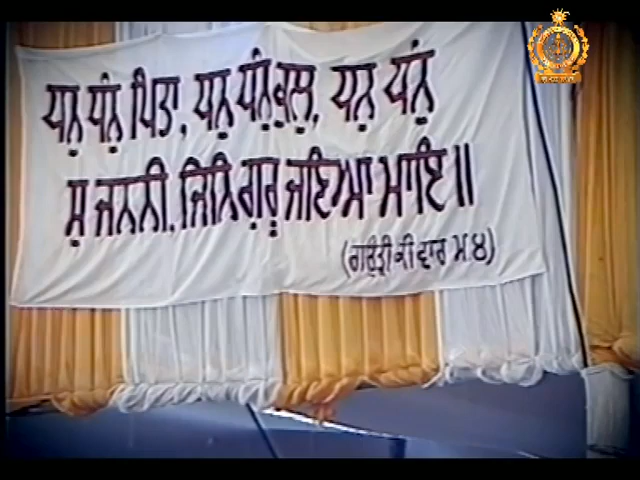 ਧਨੁ ਧੰਨੁ ਪਿਤਾ, ਧਨੁ ਧੰਨੁ ਕੁਲੁ, ਧਨੁ ਧੰਨੁ
ਸੁ ਜਨਨੀ, ਜਿਨਿ ਗੁਰੂ ਜਣਿਆ ਮਾਇ॥
(ਗਉੜੀ ਕੀ ਵਾਰ ਮ.੪)